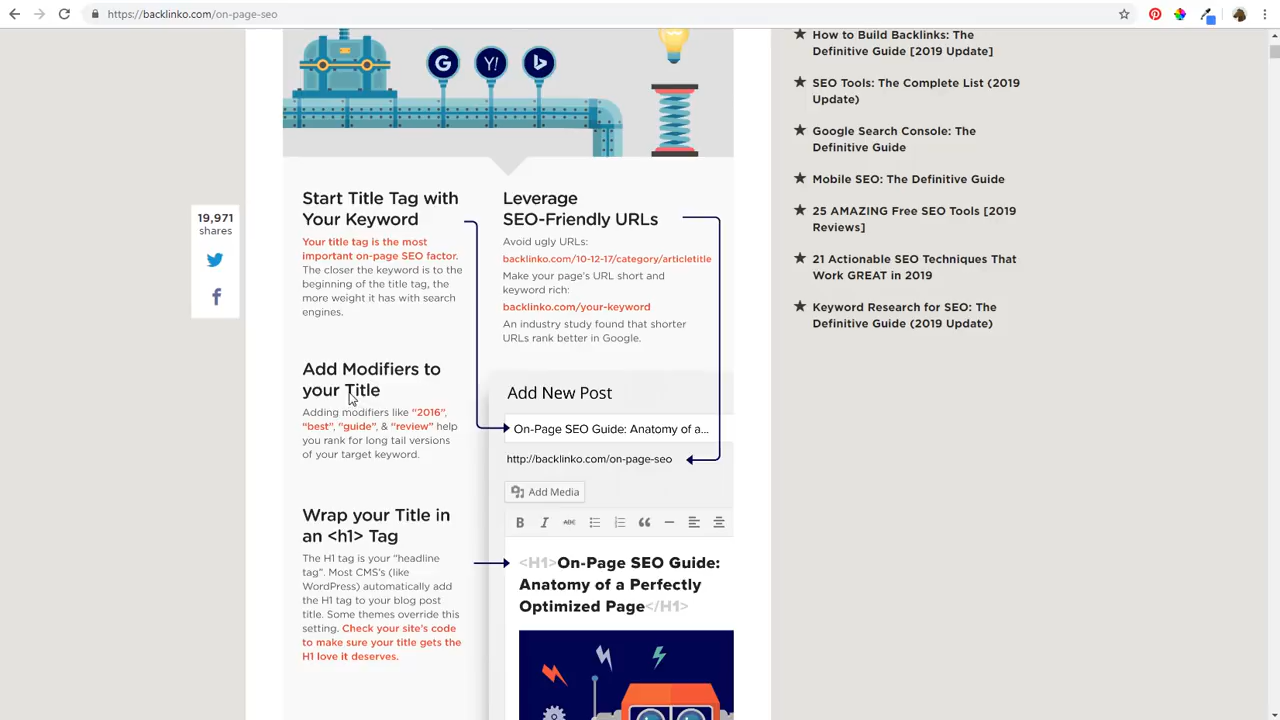 https://backlinko.com/on-page-seo
G Y! b
19,971
shares
Start Title Tag with
Your Keyword
Your title tag is the most
important on-page SEO factor.
The closer the keyword is to the
beginning of the title tag, the
more weight it has with search
engines.
Add Modifiers to
your Title
Adding modifiers like “2016”,
“best”, “guide”, & “review” help
you rank for long tail versions
of your target keyword.
Wrap your Title in
an <h1> Tag
The H1 tag is your “headline
tag”. Most CMS’s (like
WordPress) automatically add
the H1 tag to your blog post
title. Some themes override this
setting. Check your site’s code
to make sure your title gets the
H1 love it deserves.
Leverage
SEO-Friendly URLs
Avoid ugly URLs:
backlinko.com/10-12-17/category/articletitle
Make your page’s URL short and
keyword rich:
backlinko.com/your-keyword
An industry study found that shorter
URLs rank better in Google.
Add New Post
On-Page SEO Guide: Anatomy of a...
http://backlinko.com/on-page-seo
Add Media
B I ABC
<H1>On-Page SEO Guide:
Anatomy of a Perfectly
Optimized Page</H1>
How to Build Backlinks: The
Definitive Guide [2019 Update]
SEO Tools: The Complete List (2019
Update)
Google Search Console: The
Definitive Guide
Mobile SEO: The Definitive Guide
25 AMAZING Free SEO Tools [2019
Reviews]
21 Actionable SEO Techniques That
Work GREAT in 2019
Keyword Research for SEO: The
Definitive Guide (2019 Update)